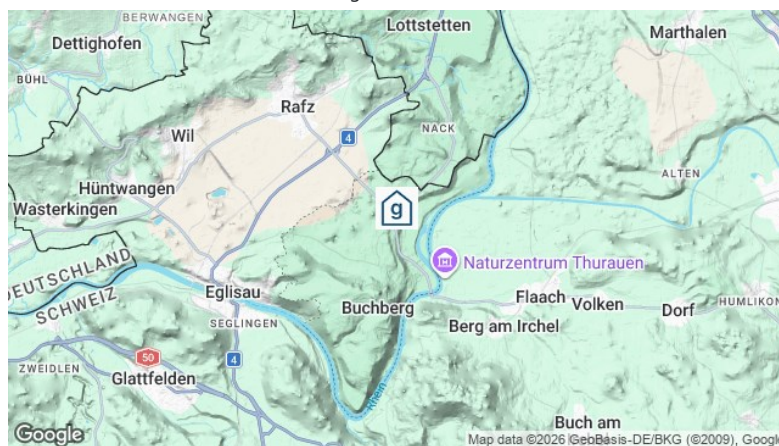 BERWANGEN
Lottstetten
Dettighofen
Marthalen
BÜHL
Rafz
4
NACK
Wil
ALTEN
Hüntwangen
g
Wasterkingen
DEUTSCHLAND
SCHWEIZ
Naturzentrum Thurauen
Eglisau
Flaach
Volken
Dorf
HUMLIKON
Buchberg
SEGLINGEN
Berg am Irchel
50
4
ZWEIDLEN
Glattfelden
Rhein
Buch am
Google
Map data ©2026 GeoBasis-DE/BKG (©2009), Googl